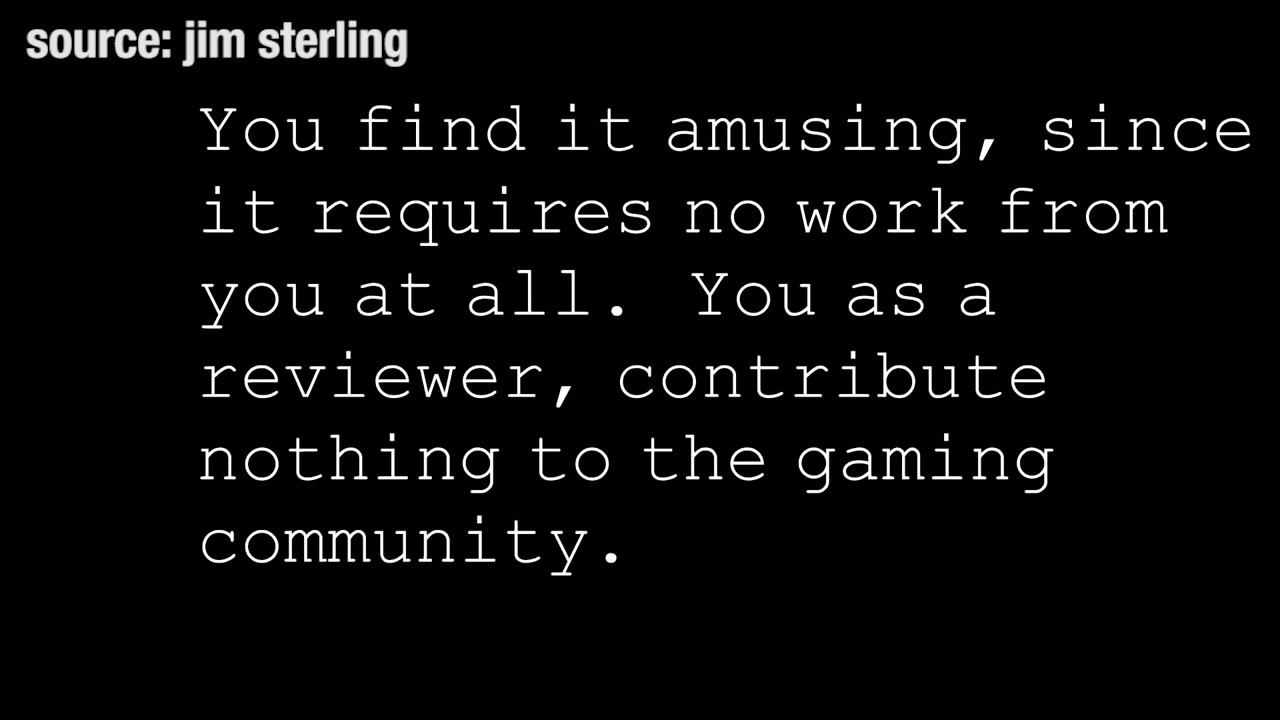 source: jim sterling
You find it amusing, since
it requires no work from
you at all. You as a
reviewer, contribute
nothing to the gaming
community.